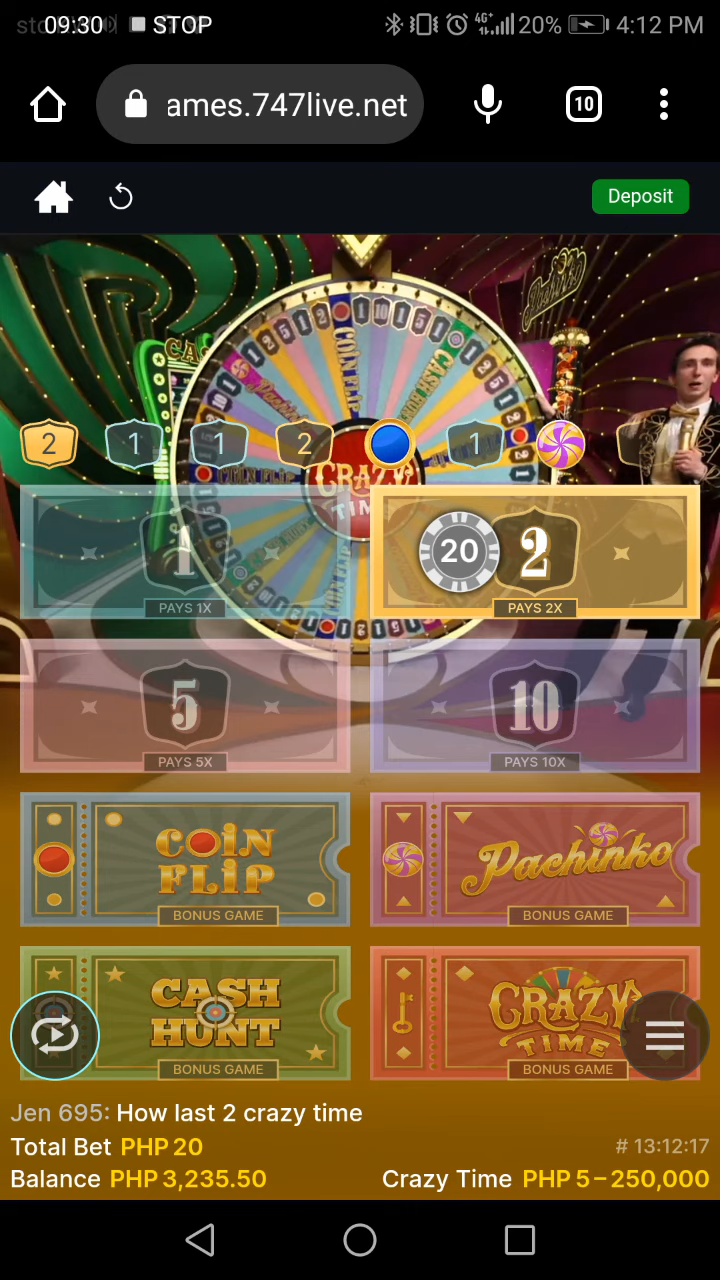 09:30 STOP 4G+ 20% 4:12 PM
ames.747live.net 10
Deposit
CRAZY
TIME
2 1 1 2 1
1 20 2
PAYS 1X PAYS 2X
5 10
PAYS 5X PAYS 10X
COIN FLIP Pachinko
BONUS GAME BONUS GAME
CASH HUNT CRAZY TIME
BONUS GAME BONUS GAME
Jen 695: How last 2 crazy time
Total Bet PHP 20 # 13:12:17
Balance PHP 3,235.50 Crazy Time PHP 5–250,000